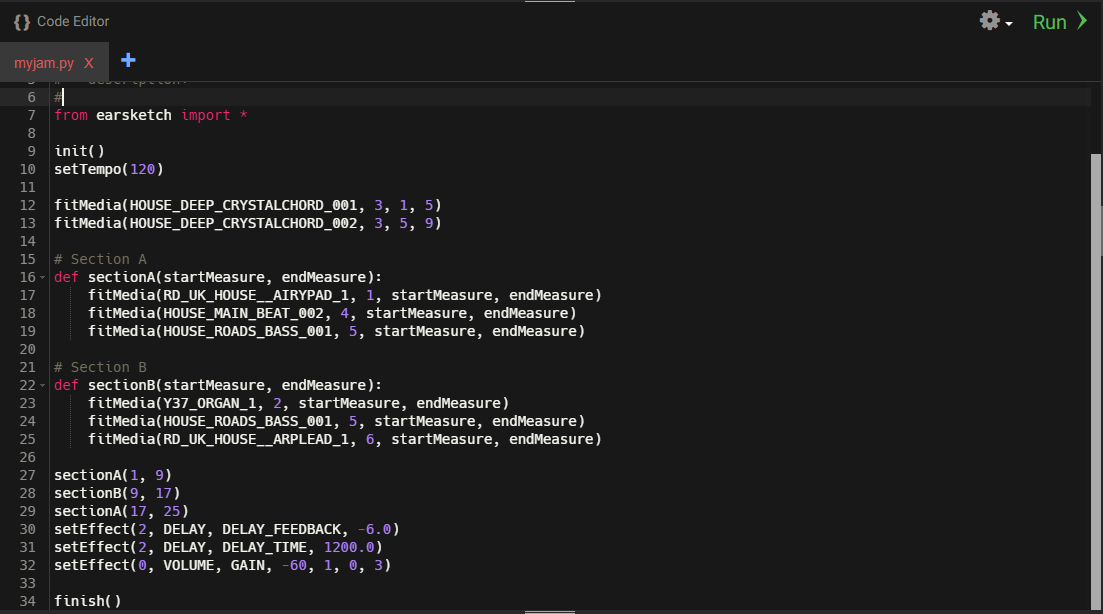 {} Code Editor
Run
myjam.py X
+
5 # description:
6 #
7 from earsketch import *
8
9 init()
10 setTempo(120)
11
12 fitMedia(HOUSE_DEEP_CRYSTALCHORD_001, 3, 1, 5)
13 fitMedia(HOUSE_DEEP_CRYSTALCHORD_002, 3, 5, 9)
14
15 # Section A
16 def sectionA(startMeasure, endMeasure):
17     fitMedia(RD_UK_HOUSE__AIRYPAD_1, 1, startMeasure, endMeasure)
18     fitMedia(HOUSE_MAIN_BEAT_002, 4, startMeasure, endMeasure)
19     fitMedia(HOUSE_ROADS_BASS_001, 5, startMeasure, endMeasure)
20
21 # Section B
22 def sectionB(startMeasure, endMeasure):
23     fitMedia(Y37_ORGAN_1, 2, startMeasure, endMeasure)
24     fitMedia(HOUSE_ROADS_BASS_001, 5, startMeasure, endMeasure)
25     fitMedia(RD_UK_HOUSE__ARPLEAD_1, 6, startMeasure, endMeasure)
26
27 sectionA(1, 9)
28 sectionB(9, 17)
29 sectionA(17, 25)
30 setEffect(2, DELAY, DELAY_FEEDBACK, -6.0)
31 setEffect(2, DELAY, DELAY_TIME, 1200.0)
32 setEffect(0, VOLUME, GAIN, -60, 1, 0, 3)
33
34 finish()